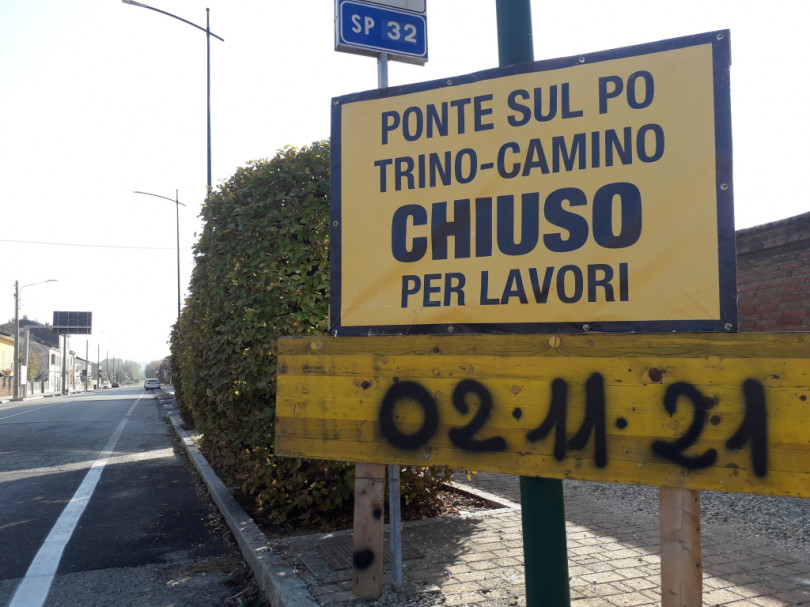 SP 32
PONTE SUL PO
TRINO-CAMINO
CHIUSO
PER LAVORI
02.11.21